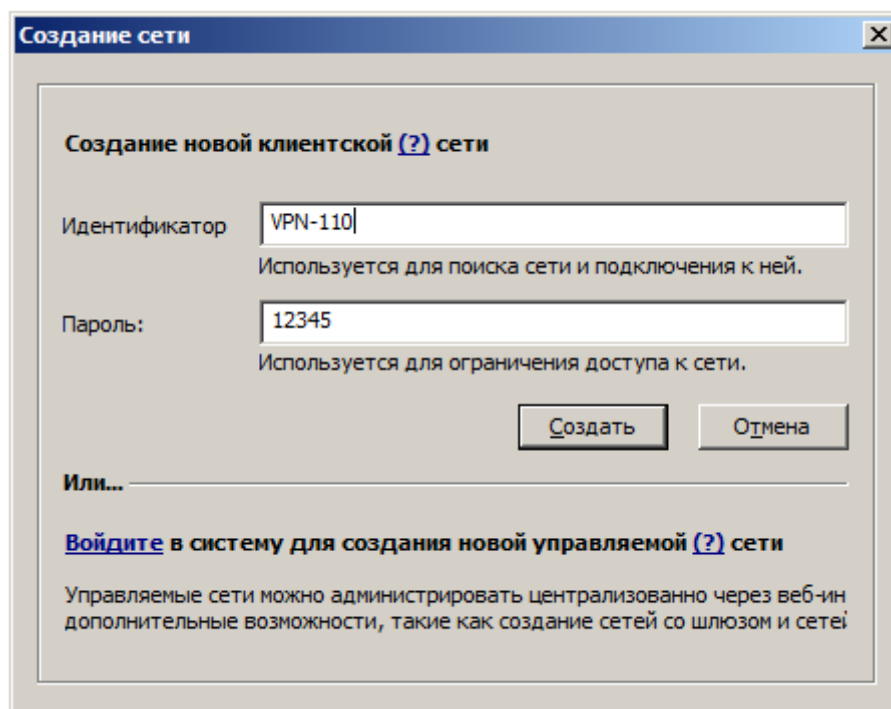 Создание сети
Создание новой клиентской (?) сети
Идентификатор VPN-110
Используется для поиска сети и подключения к ней.
Пароль: 12345
Используется для ограничения доступа к сети.
Создать Отмена
Или...
Войдите в систему для создания новой управляемой (?) сети
Управляемые сети можно администрировать централизованно через веб-ин
дополнительные возможности, такие как создание сетей со шлюзом и сетей